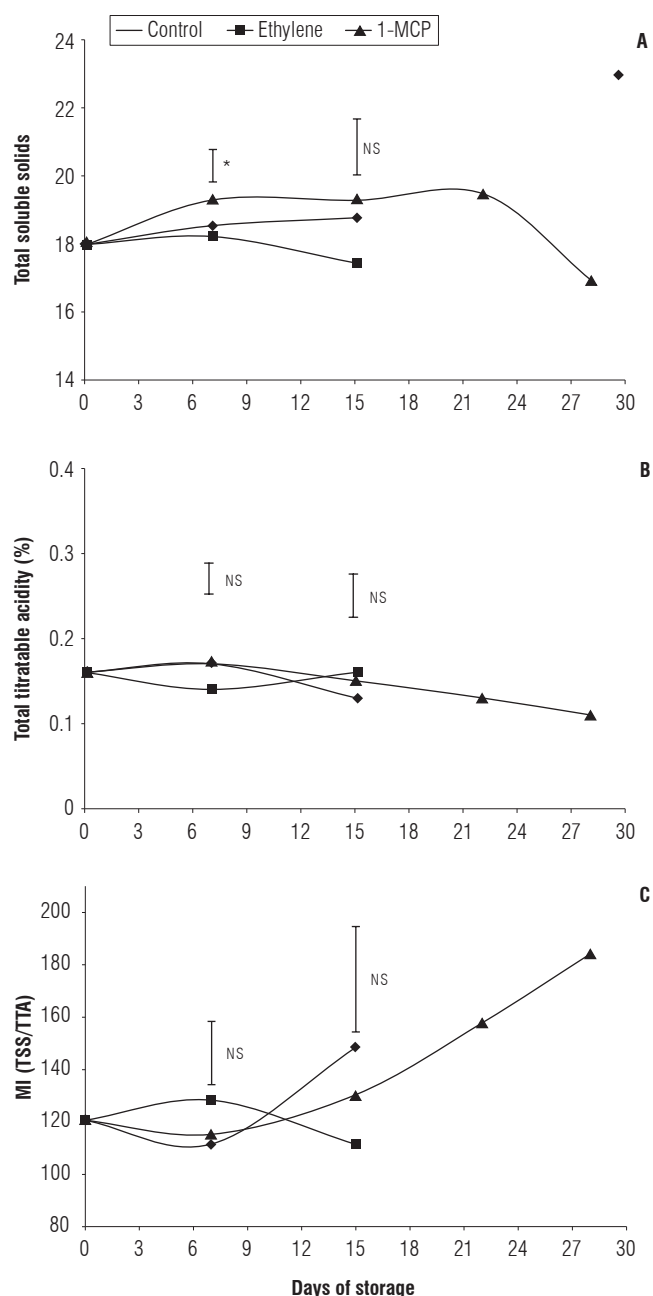 Control Ethylene 1-MCP
A
24
22
20
18
16
14
* NS
Total soluble solids
0 3 6 9 12 15 18 21 24 27 30
B
0.4
0.3
0.2
0.1
0
NS NS
Total titratable acidity (%)
0 3 6 9 12 15 18 21 24 27 30
C
200
180
160
140
120
100
80
NS NS
MI (TSS/TTA)
0 3 6 9 12 15 18 21 24 27 30
Days of storage